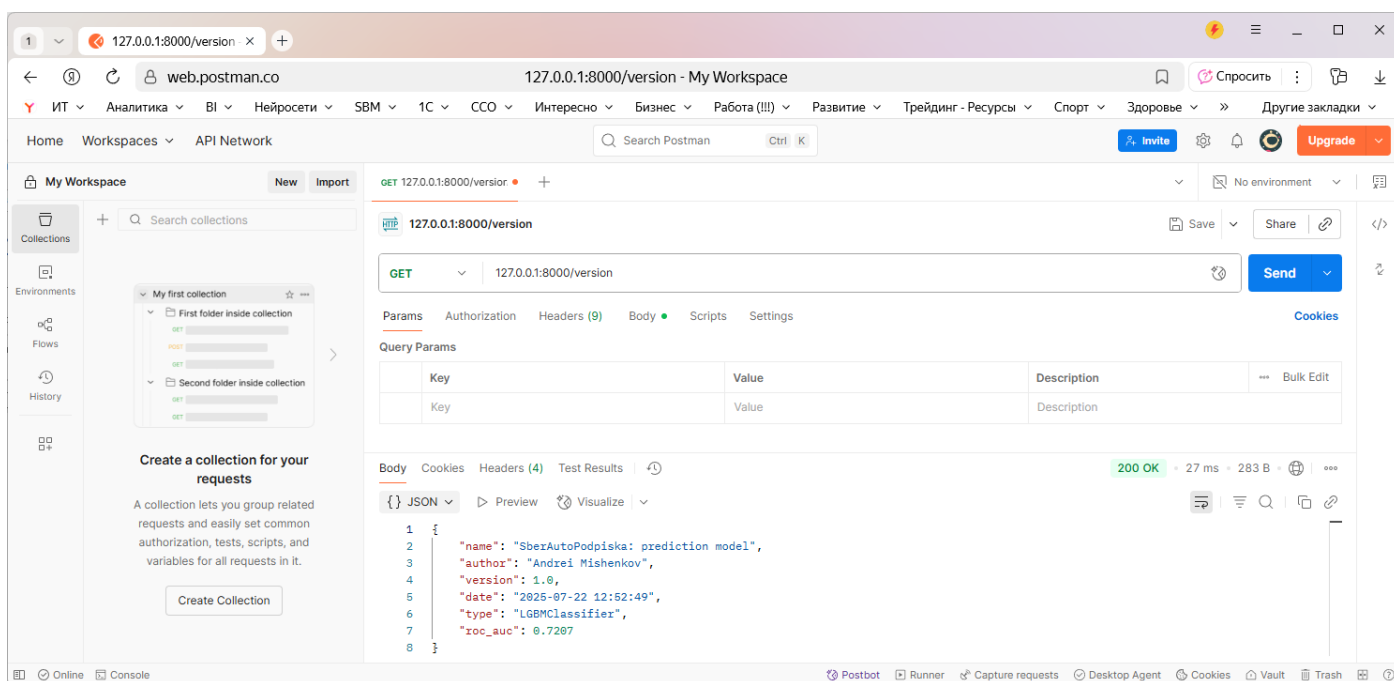 1 127.0.0.1:8000/version
web.postman.co 127.0.0.1:8000/version - My Workspace Спросить
ИТ Аналитика BI Нейросети SBM 1С ССО Интересно Бизнес Работа (!!!) Развитие Трейдинг - Ресурсы Спорт Здоровье » Другие закладки
Home Workspaces API Network Search Postman Ctrl K Invite Upgrade
My Workspace New Import GET 127.0.0.1:8000/version No environment
Collections Search collections HTTP 127.0.0.1:8000/version Save Share
GET 127.0.0.1:8000/version Send
Environments
My first collection
First folder inside collection
GET
POST
GET
Second folder inside collection
GET
GET
Flows
History
Params Authorization Headers (9) Body Scripts Settings Cookies
Query Params
Key Value Description Bulk Edit
Key Value Description
Create a collection for your
requests
A collection lets you group related
requests and easily set common
authorization, tests, scripts, and
variables for all requests in it.
Create Collection
Body Cookies Headers (4) Test Results 200 OK 27 ms 283 B
{} JSON Preview Visualize
1 {
2 "name": "SberAutoPodpiska: prediction model",
3 "author": "Andrei Mishenkov",
4 "version": 1.0,
5 "date": "2025-07-22 12:52:49",
6 "type": "LGBMClassifier",
7 "roc_auc": 0.7207
8 }
Online Console Postbot Runner Capture requests Desktop Agent Cookies Vault Trash